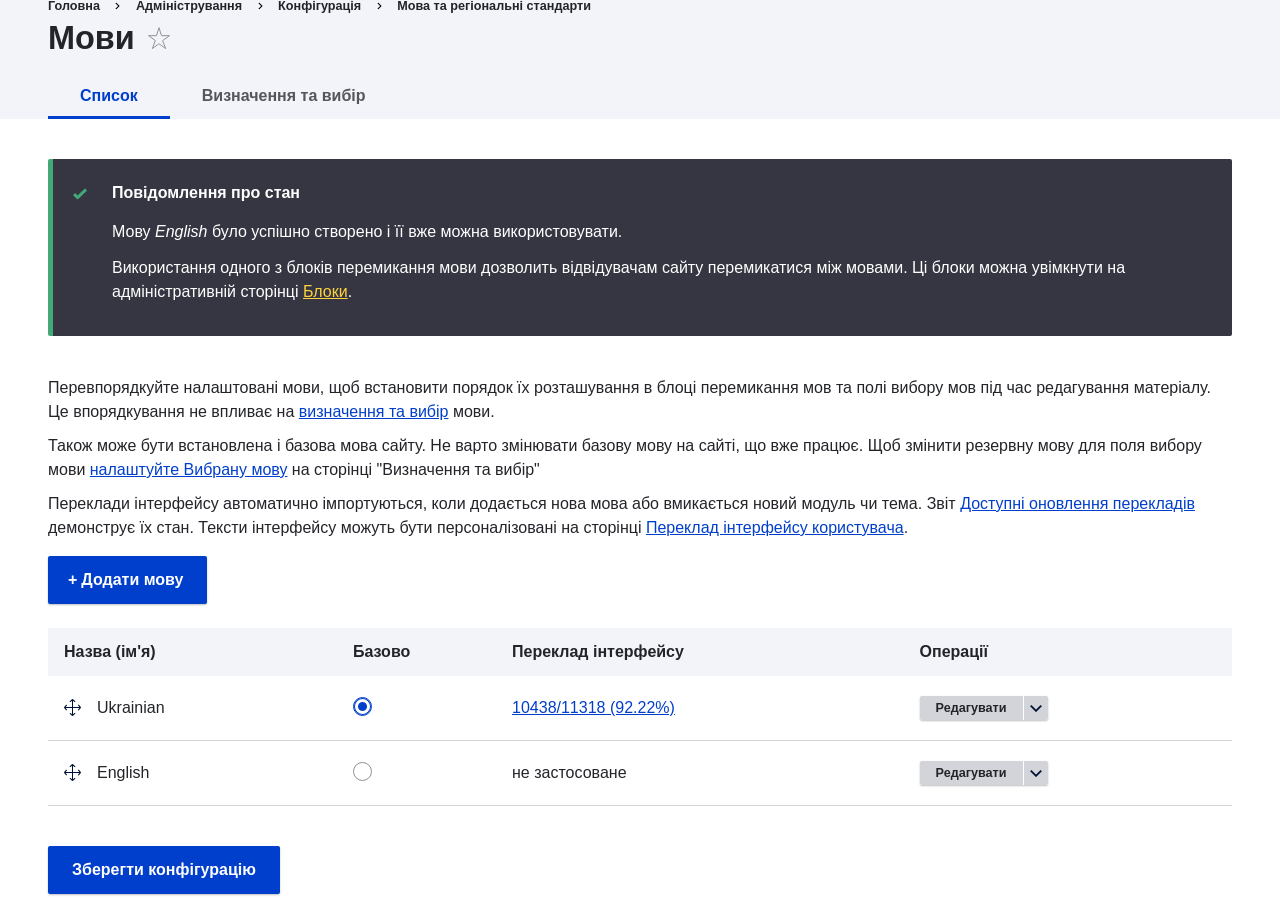 Головна › Адміністрування › Конфігурація › Мова та регіональні стандарти
Мови
Список Визначення та вибір
Повідомлення про стан
Мову English було успішно створено і її вже можна використовувати.
Використання одного з блоків перемикання мови дозволить відвідувачам сайту перемикатися між мовами. Ці блоки можна увімкнути на
адміністративній сторінці Блоки.
Перевпорядкуйте налаштовані мови, щоб встановити порядок їх розташування в блоці перемикання мов та полі вибору мов під час редагування матеріалу.
Це впорядкування не впливає на визначення та вибір мови.
Також може бути встановлена і базова мова сайту. Не варто змінювати базову мову на сайті, що вже працює. Щоб змінити резервну мову для поля вибору
мови налаштуйте Вибрану мову на сторінці "Визначення та вибір"
Переклади інтерфейсу автоматично імпортуються, коли додається нова мова або вмикається новий модуль чи тема. Звіт Доступні оновлення перекладів
демонструє їх стан. Тексти інтерфейсу можуть бути персоналізовані на сторінці Переклад інтерфейсу користувача.
+ Додати мову
Назва (ім'я) Базово Переклад інтерфейсу Операції
Ukrainian 10438/11318 (92.22%) Редагувати
English не застосоване Редагувати
Зберегти конфігурацію